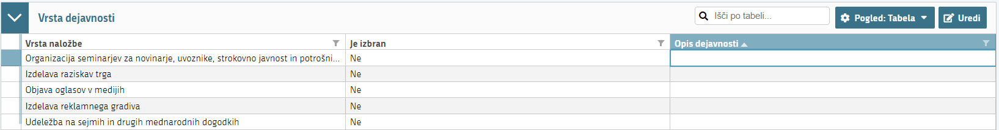 Vrsta dejavnosti
Išči po tabeli...
Pogled: Tabela
Uredi
Vrsta naložbe Je izbran Opis dejavnosti
Organizacija seminarjev za novinarje, uvoznike, strokovno javnost in potrošni... Ne
Izdelava raziskav trga Ne
Objava oglasov v medijih Ne
Izdelava reklamnega gradiva Ne
Udeležba na sejmih in drugih mednarodnih dogodkih Ne